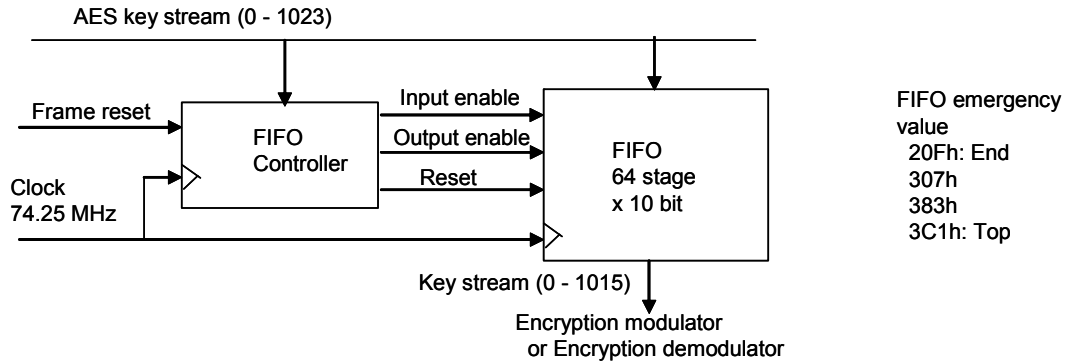 AES key stream (0 - 1023)
Frame reset
Clock
74.25 MHz
FIFO
Controller
Input enable
Output enable
Reset
FIFO
64 stage
x 10 bit
Key stream (0 - 1015)
Encryption modulator
or Encryption demodulator
FIFO emergency
value
20Fh: End
307h
383h
3C1h: Top